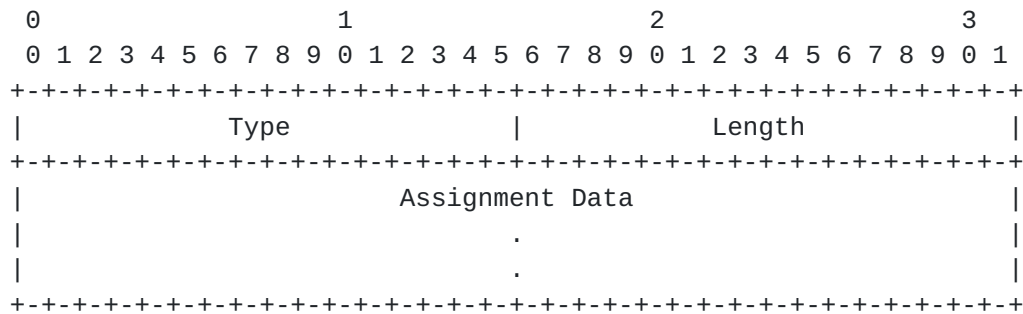 0                   1                   2                   3
 0 1 2 3 4 5 6 7 8 9 0 1 2 3 4 5 6 7 8 9 0 1 2 3 4 5 6 7 8 9 0 1
+-+-+-+-+-+-+-+-+-+-+-+-+-+-+-+-+-+-+-+-+-+-+-+-+-+-+-+-+-+-+-+-+
|             Type              |            Length             |
+-+-+-+-+-+-+-+-+-+-+-+-+-+-+-+-+-+-+-+-+-+-+-+-+-+-+-+-+-+-+-+-+
|                        Assignment Data                        |
|                               .                               |
|                               .                               |
+-+-+-+-+-+-+-+-+-+-+-+-+-+-+-+-+-+-+-+-+-+-+-+-+-+-+-+-+-+-+-+-+